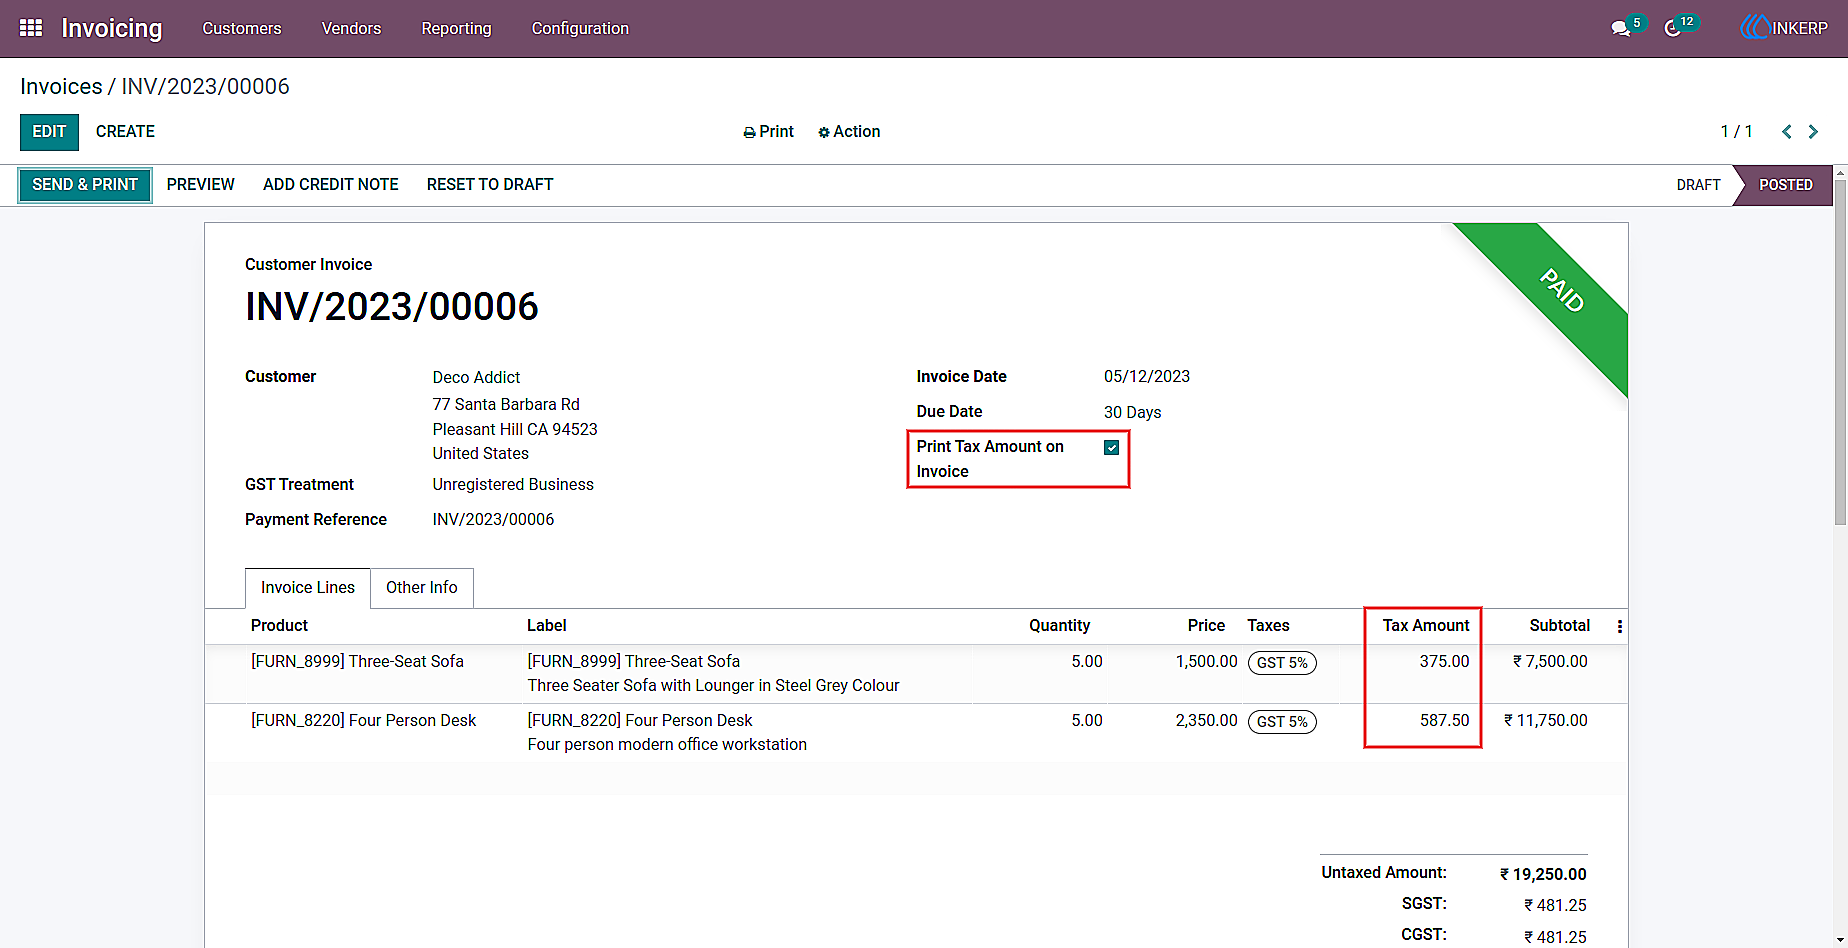 Invoicing Customers Vendors Reporting Configuration 5 12 INKERP
Invoices / INV/2023/00006
EDIT CREATE Print Action 1 / 1
SEND & PRINT PREVIEW ADD CREDIT NOTE RESET TO DRAFT DRAFT POSTED
PAID
Customer Invoice
INV/2023/00006
Customer Deco Addict Invoice Date 05/12/2023
77 Santa Barbara Rd Due Date 30 Days
Pleasant Hill CA 94523 Print Tax Amount on
United States Invoice
GST Treatment Unregistered Business
Payment Reference INV/2023/00006
Invoice Lines Other Info
Product Label Quantity Price Taxes Tax Amount Subtotal
[FURN_8999] Three-Seat Sofa [FURN_8999] Three-Seat Sofa 5.00 1,500.00 GST 5% 375.00 ₹ 7,500.00
Three Seater Sofa with Lounger in Steel Grey Colour
[FURN_8220] Four Person Desk [FURN_8220] Four Person Desk 5.00 2,350.00 GST 5% 587.50 ₹ 11,750.00
Four person modern office workstation
Untaxed Amount: ₹ 19,250.00
SGST: ₹ 481.25
CGST: ₹ 481.25